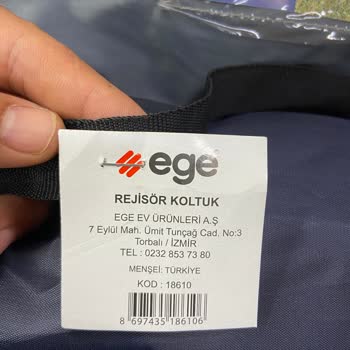 ege
REJİSÖR KOLTUK
EGE EV ÜRÜNLERİ A.Ş
7 Eylül Mah. Ümit Tunçağ Cad. No:3
Torbalı / İZMİR
TEL : 0232 853 73 80
MENŞEİ: TÜRKİYE
KOD : 18610
8 697435 186106